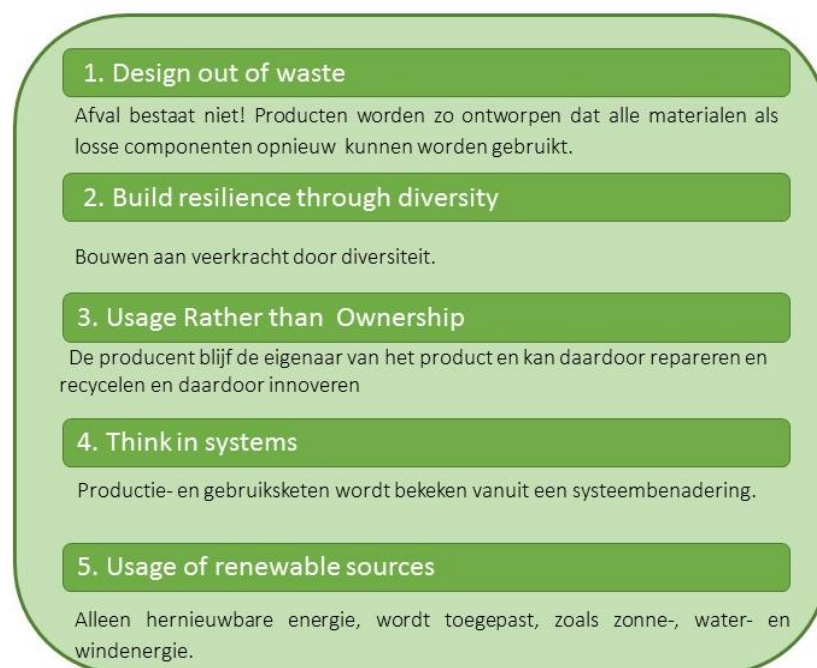 1. Design out of waste
Afval bestaat niet! Producten worden zo ontworpen dat alle materialen als
losse componenten opnieuw kunnen worden gebruikt.
2. Build resilience through diversity
Bouwen aan veerkracht door diversiteit.
3. Usage Rather than Ownership
De producent blijf de eigenaar van het product en kan daardoor repareren en
recycelen en daardoor innoveren
4. Think in systems
Productie- en gebruiksketen wordt bekeken vanuit een systeembenadering.
5. Usage of renewable sources
Alleen hernieuwbare energie, wordt toegepast, zoals zonne-, water- en
windenergie.